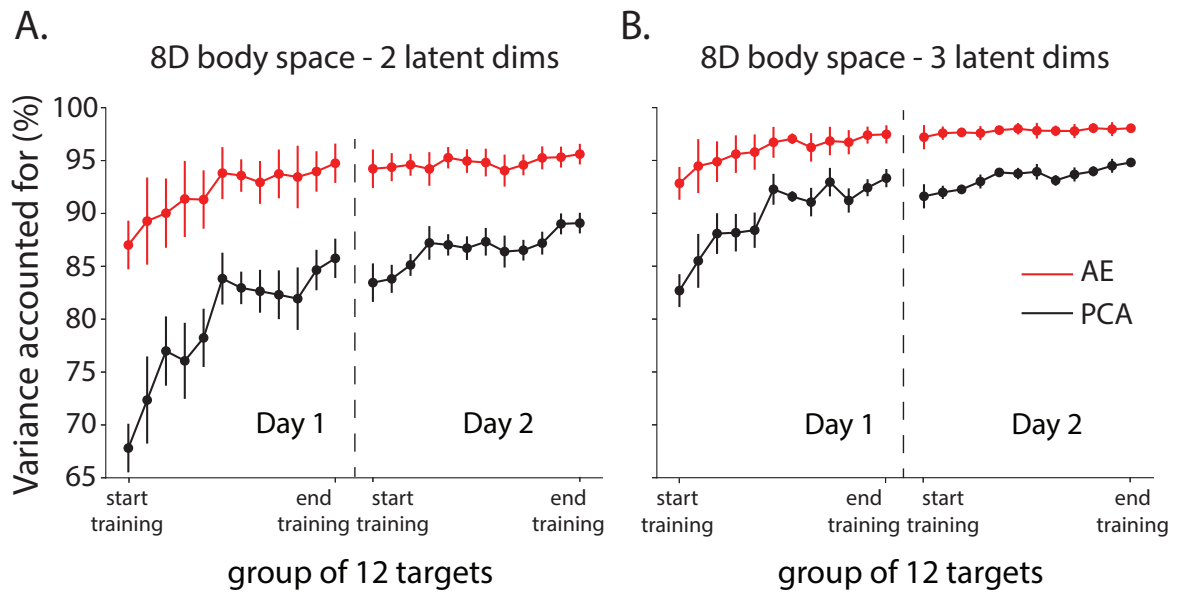 A.
8D body space - 2 latent dims
Variance accounted for (%)
100
95
90
85
80
75
70
65
Day 1
Day 2
start training
end training
start training
end training
group of 12 targets
B.
8D body space - 3 latent dims
AE
PCA
Day 1
Day 2
start training
end training
start training
end training
group of 12 targets